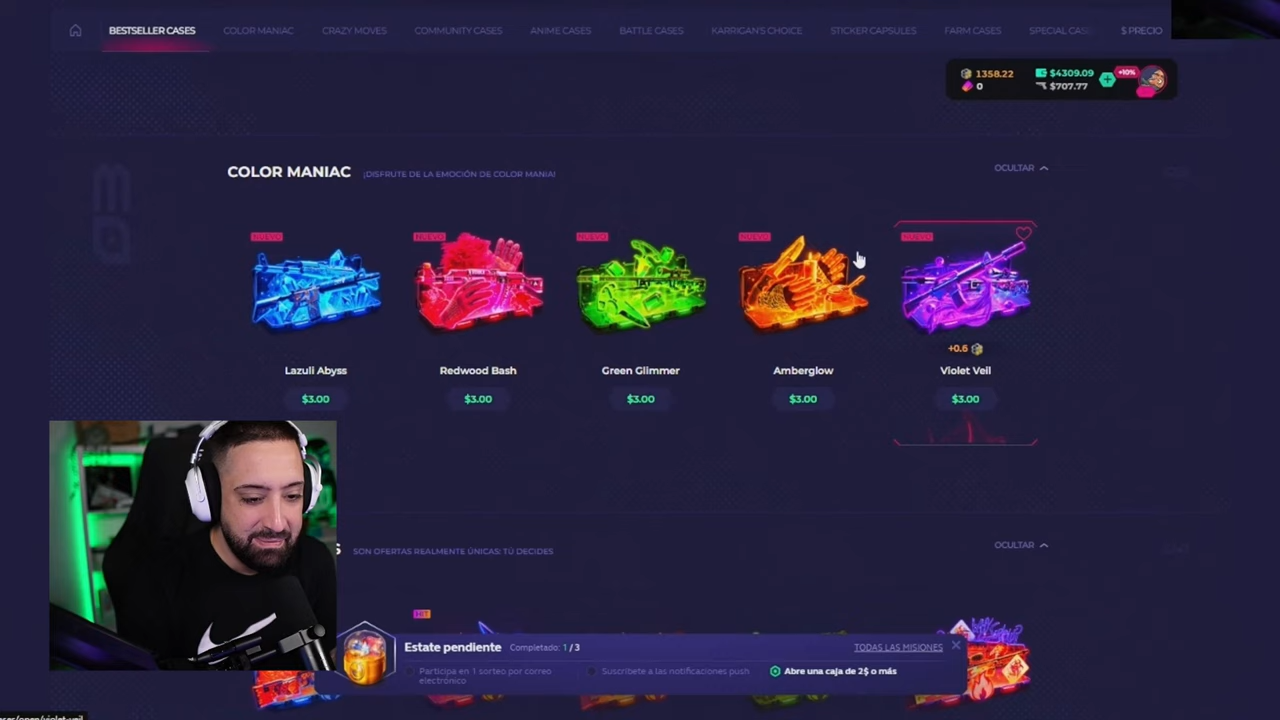 BESTSELLER CASES COLOR MANIAC CRAZY MOVES COMMUNITY CASES ANIME CASES BATTLE CASES KARRIGAN'S CHOICE STICKER CAPSULES FARM CASES SPECIAL CAS $ PRECIO
1358.22 $4309.09 +10%
0 $707.77
COLOR MANIAC ¡DISFRUTE DE LA EMOCIÓN DE COLOR MANIA! OCULTAR
NUEVO NUEVO NUEVO NUEVO NUEVO
+0.6
Lazuli Abyss Redwood Bash Green Glimmer Amberglow Violet Veil
$3.00 $3.00 $3.00 $3.00 $3.00
SON OFERTAS REALMENTE ÚNICAS: TÚ DECIDES OCULTAR
HIT
Estate pendiente Completado: 1 / 3 TODAS LAS MISIONES
Participa en 1 sorteo por correo electrónico
Suscríbete a las notificaciones push
Abre una caja de 2$ o más